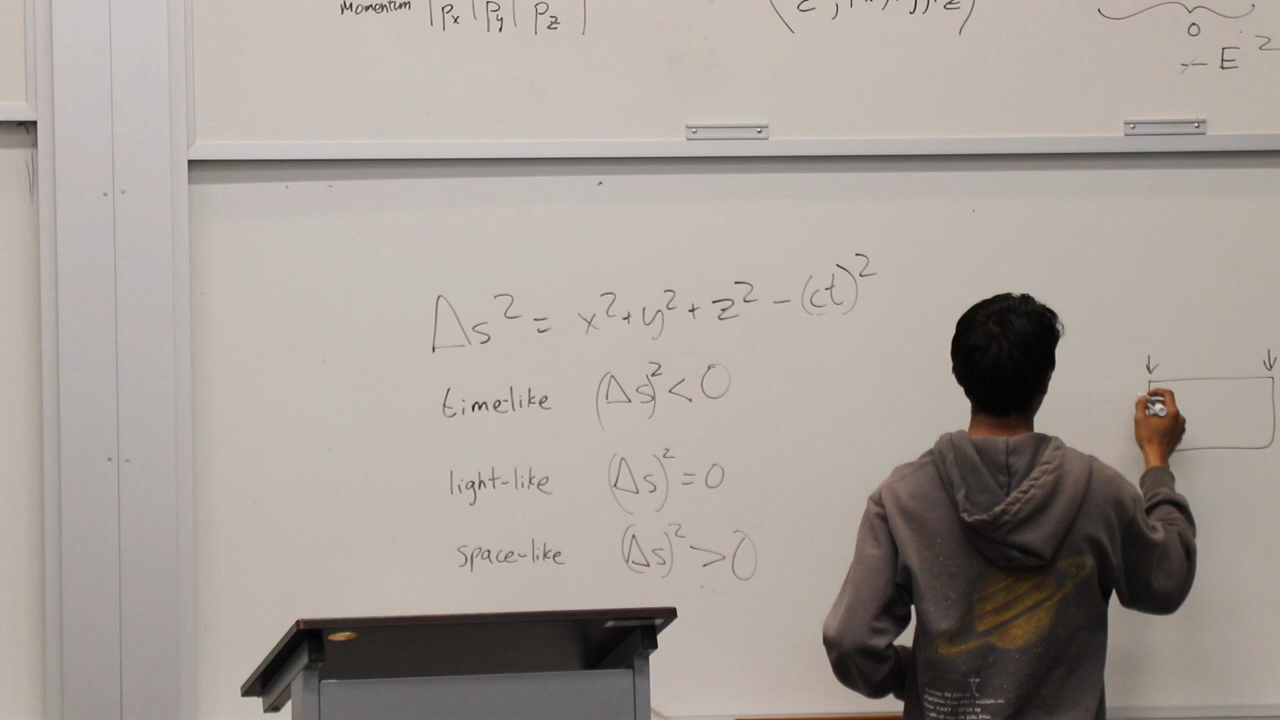 Momentum | px | py | pz |
0
E²
Δs² = x² + y² + z² - (ct)²
time-like (Δs)² < 0
light-like (Δs)² = 0
space-like (Δs)² > 0